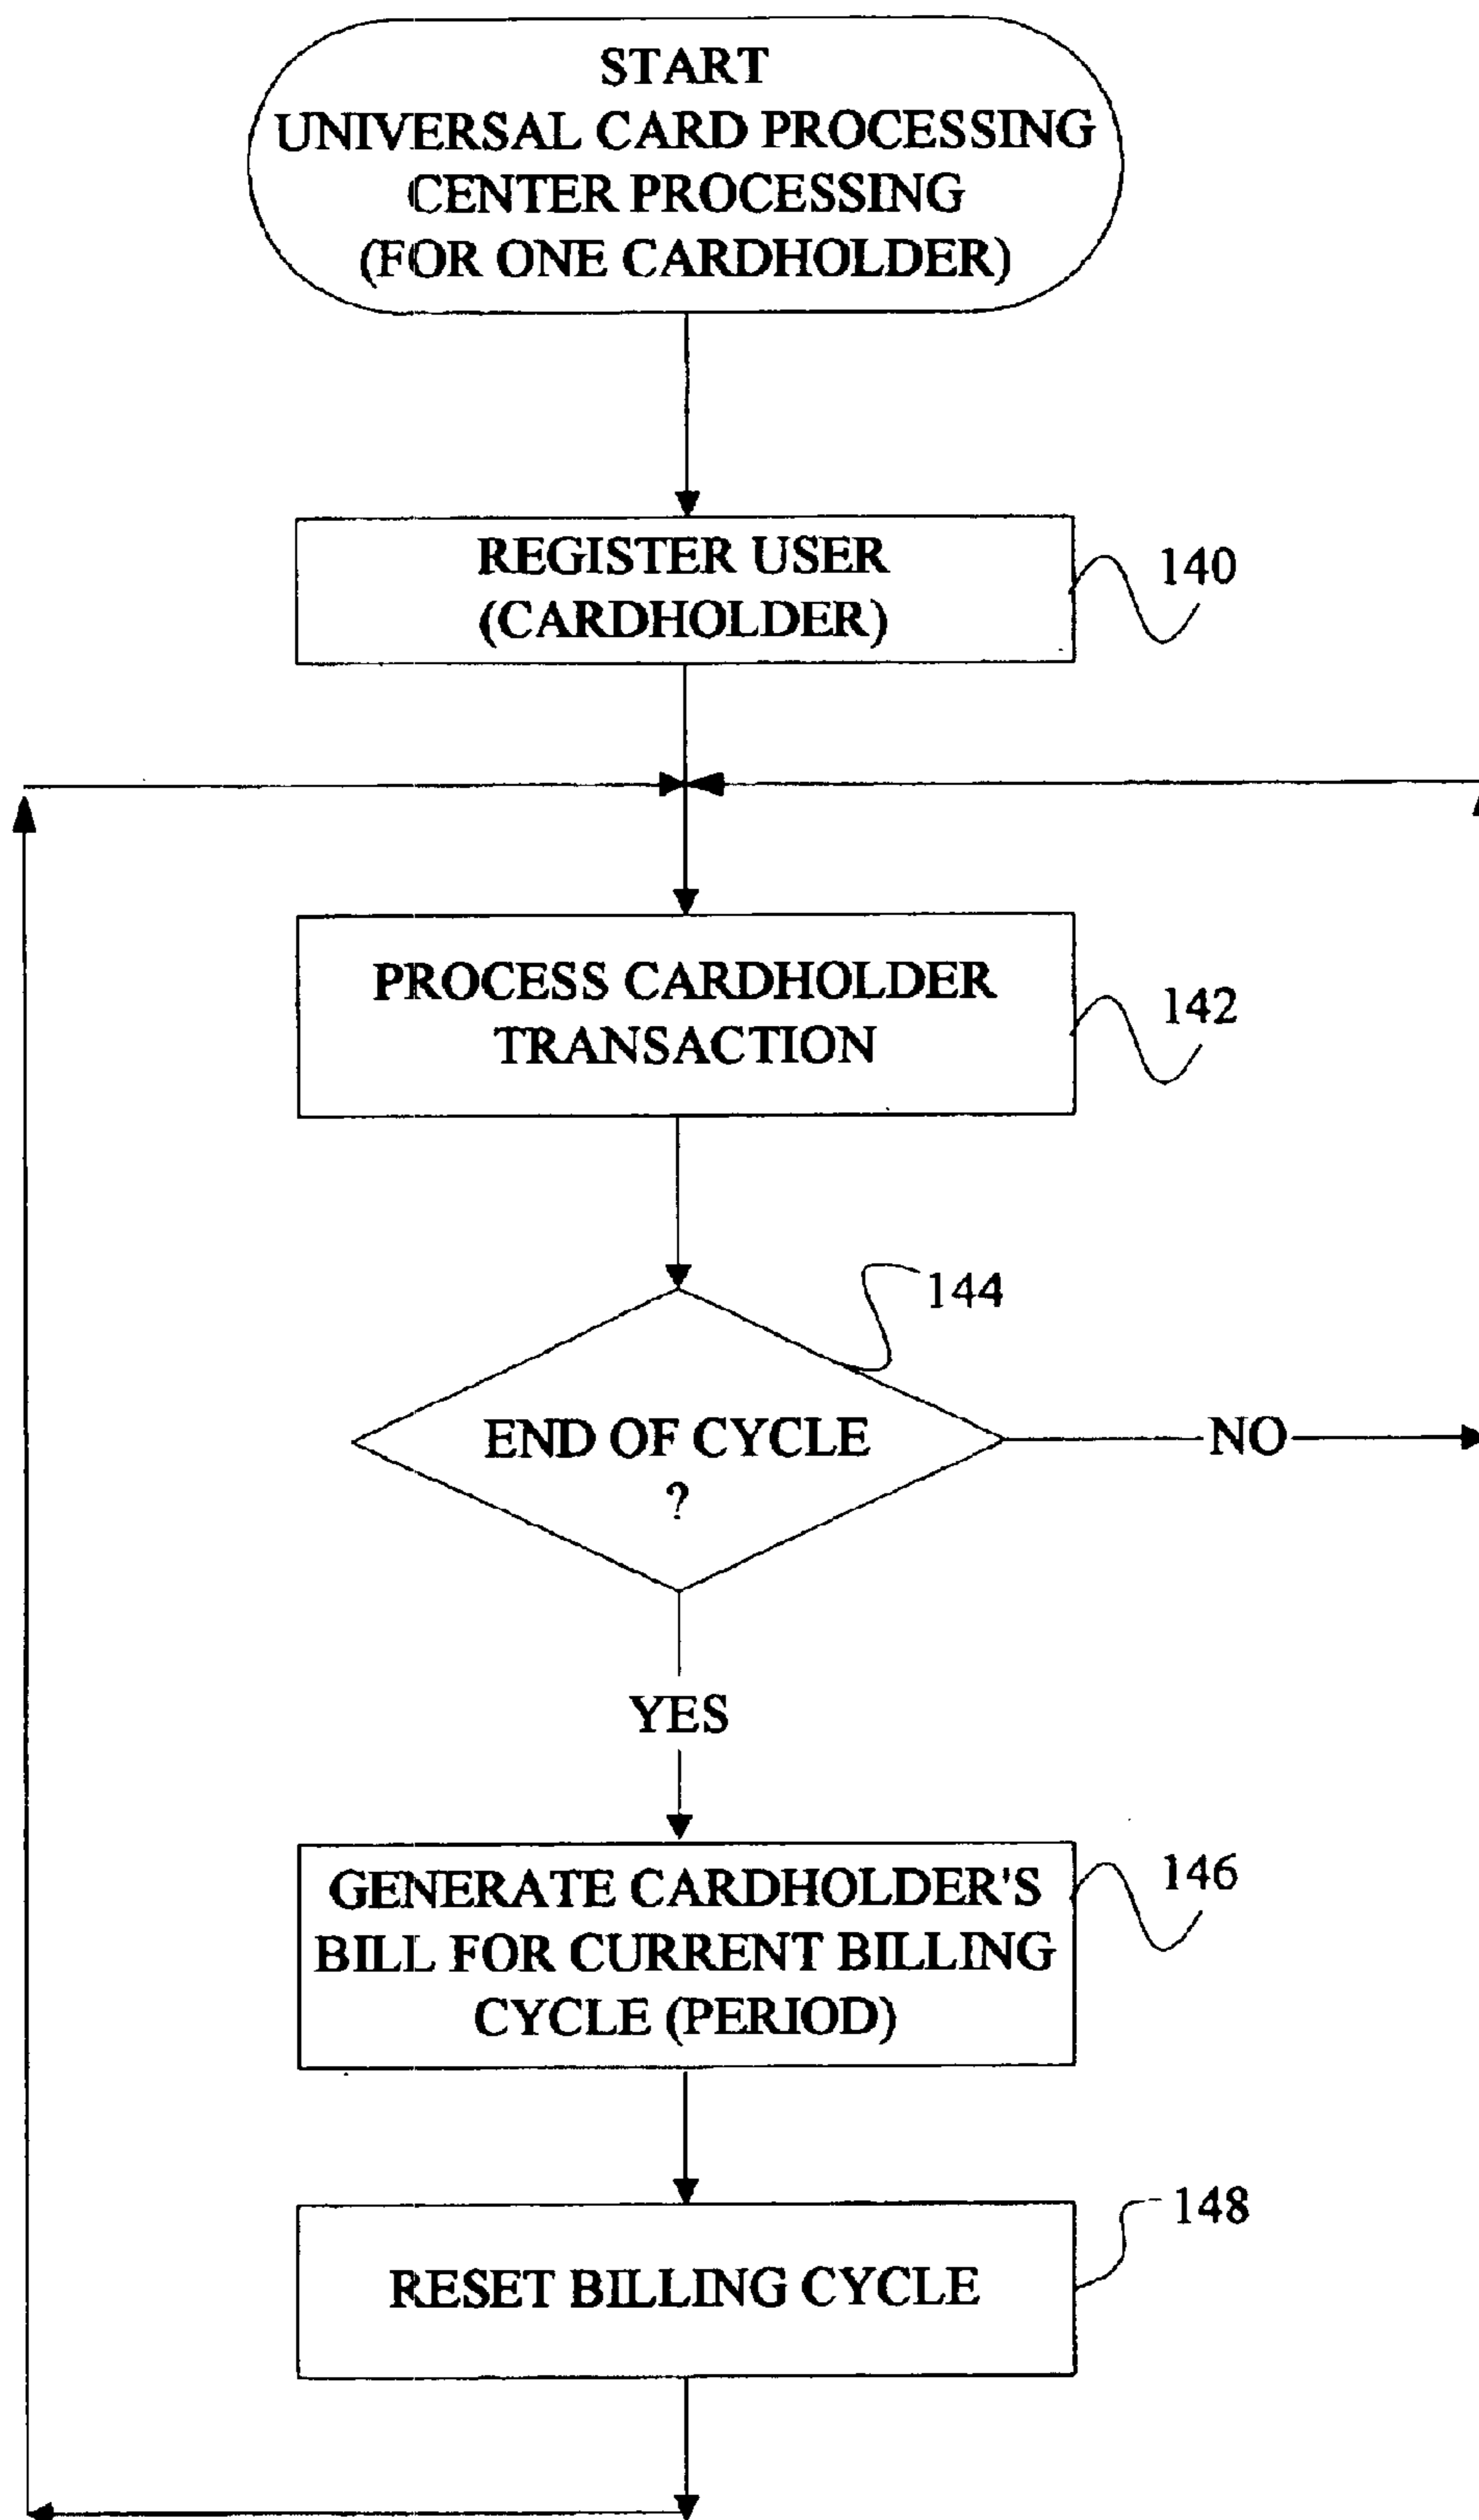 START
UNIVERSAL CARD PROCESSING
CENTER PROCESSING
(FOR ONE CARDHOLDER)
REGISTER USER
(CARDHOLDER)
140
PROCESS CARDHOLDER
TRANSACTION
142
144
END OF CYCLE
?
NO
YES
GENERATE CARDHOLDER'S
BILL FOR CURRENT BILLING
CYCLE (PERIOD)
146
148
RESET BILLING CYCLE